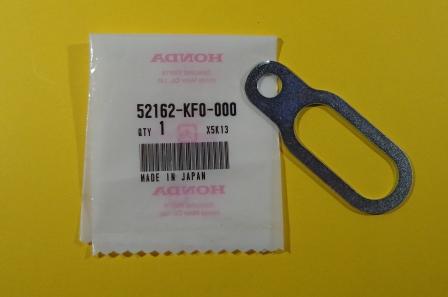 HONDA
52162-KF0-000
QTY 1 X5K13
MADE IN JAPAN
HONDA